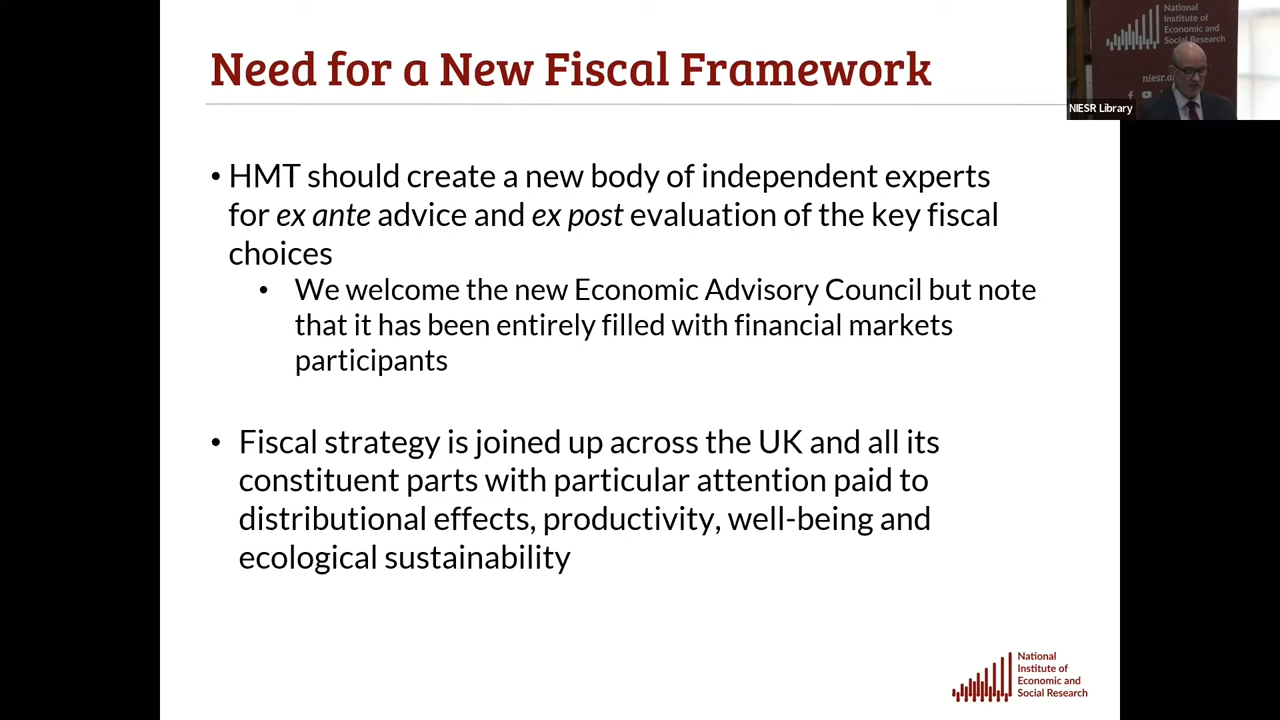 Need for a New Fiscal Framework
National
Institute of
Economic and
Social Research
niesr.a
NIESR Library
• HMT should create a new body of independent experts
for ex ante advice and ex post evaluation of the key fiscal
choices
• We welcome the new Economic Advisory Council but note
that it has been entirely filled with financial markets
participants
• Fiscal strategy is joined up across the UK and all its
constituent parts with particular attention paid to
distributional effects, productivity, well-being and
ecological sustainability
National
Institute of
Economic and
Social Research